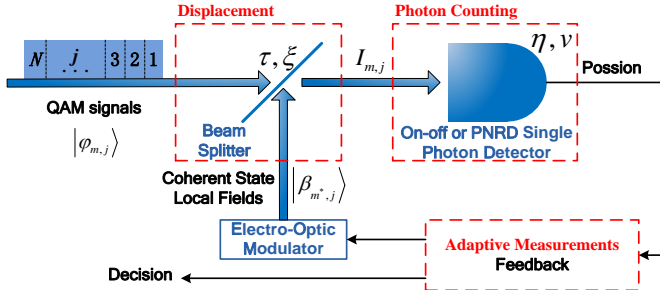 Displacement
Photon Counting
N j ... 3 2 1
τ, ξ
I_{m,j}
η, ν
Possion
QAM signals
|φ_{m,j}⟩
Beam
Splitter
On-off or PNRD Single
Photon Detector
Coherent State
Local Fields
|β_{m*,j}⟩
Electro-Optic
Modulator
Adaptive Measurements
Feedback
Decision